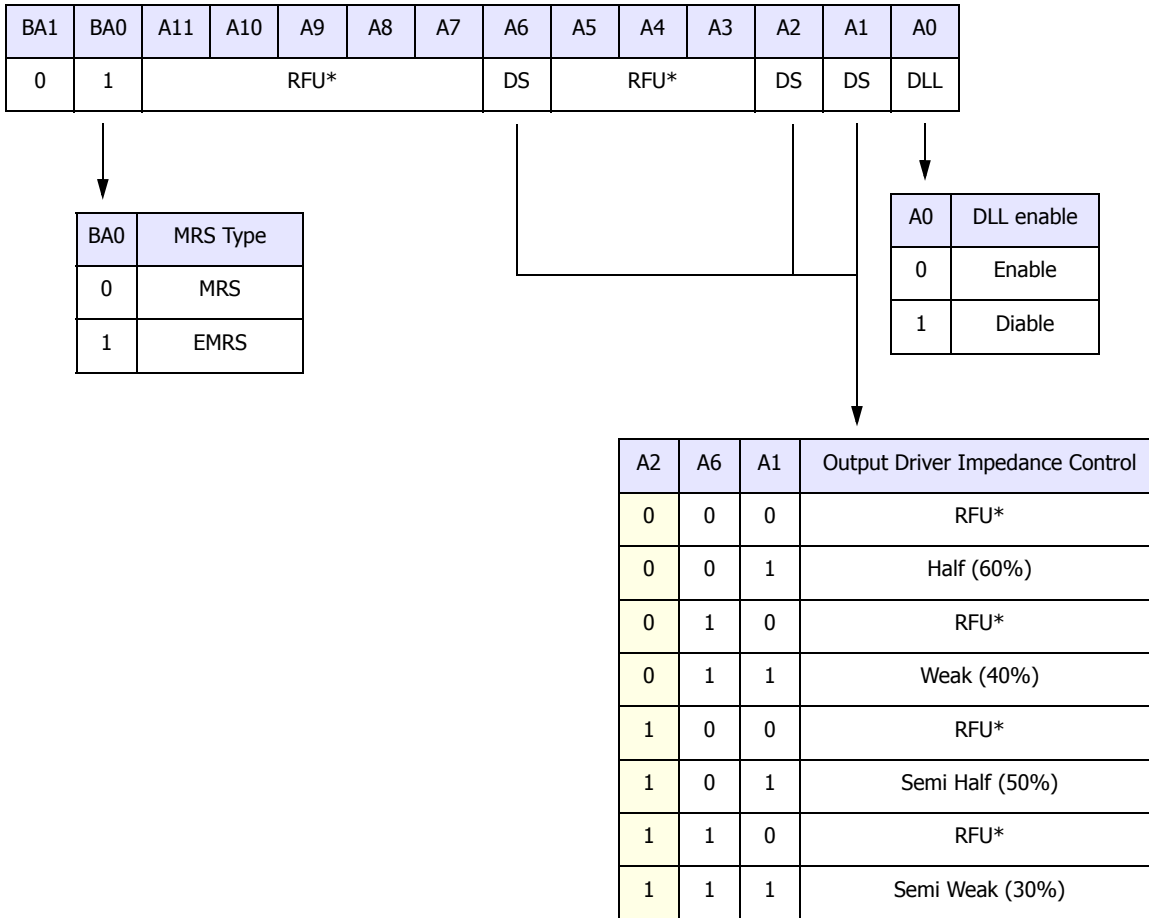 BA1 BA0 A11 A10 A9 A8 A7 A6 A5 A4 A3 A2 A1 A0
0 1 RFU* DS RFU* DS DS DLL
BA0 MRS Type
0 MRS
1 EMRS
A0 DLL enable
0 Enable
1 Diable
A2 A6 A1 Output Driver Impedance Control
0 0 0 RFU*
0 0 1 Half (60%)
0 1 0 RFU*
0 1 1 Weak (40%)
1 0 0 RFU*
1 0 1 Semi Half (50%)
1 1 0 RFU*
1 1 1 Semi Weak (30%)